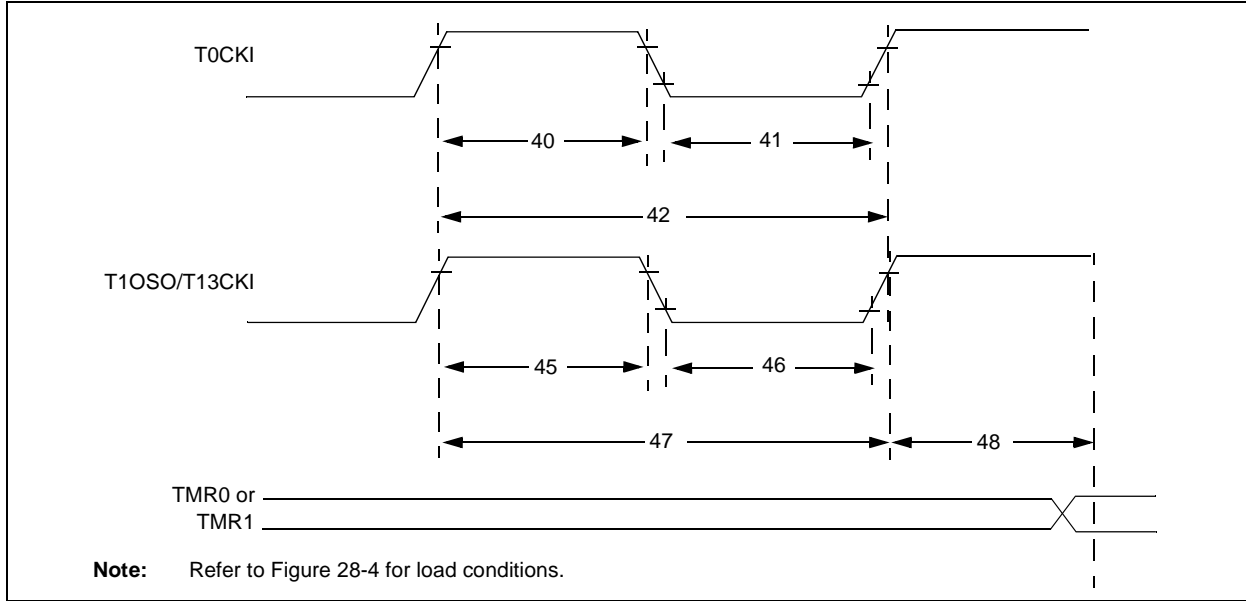 T0CKI
40
41
42
T1OSO/T13CKI
45
46
47
48
TMR0 or
TMR1
Note: Refer to Figure 28-4 for load conditions.